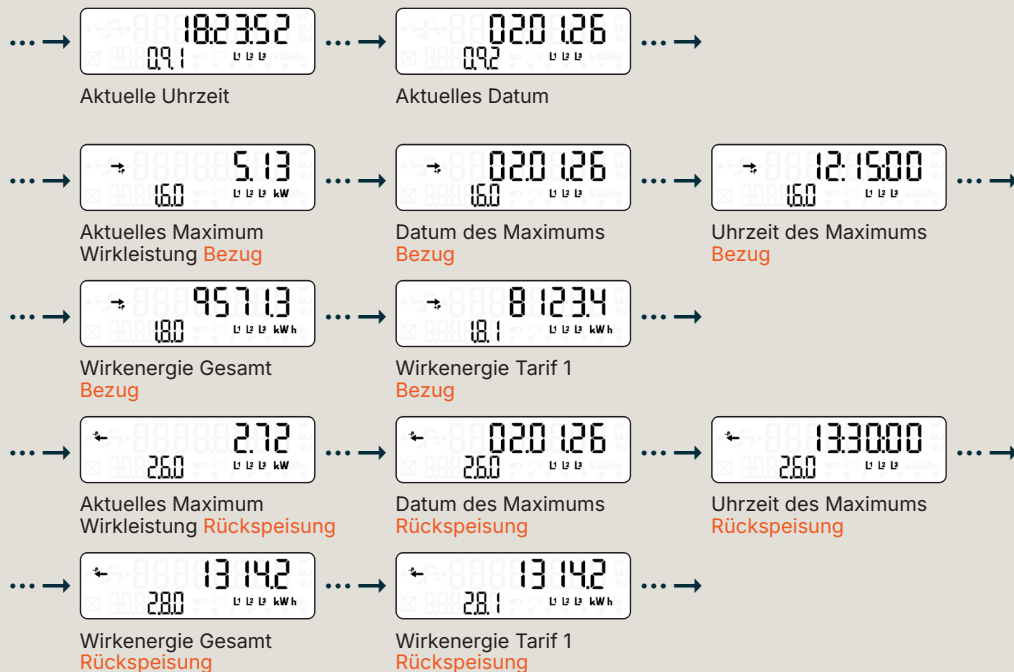 18:23:52
0.9.1
L1 L2 L3
Aktuelle Uhrzeit
02.01.26
0.9.2
L1 L2 L3
Aktuelles Datum
5.13
1.6.0
L1 L2 L3 kW
Aktuelles Maximum
Wirkleistung Bezug
02.01.26
1.6.0
L1 L2 L3
Datum des Maximums
Bezug
12:15:00
1.6.0
L1 L2 L3
Uhrzeit des Maximums
Bezug
9571.3
1.8.0
L1 L2 L3 kWh
Wirkenergie Gesamt
Bezug
8123.4
1.8.1
L1 L2 L3 kWh
Wirkenergie Tarif 1
Bezug
2.72
2.6.0
L1 L2 L3 kW
Aktuelles Maximum
Wirkleistung Rückspeisung
02.01.26
2.6.0
L1 L2 L3
Datum des Maximums
Rückspeisung
13:30:00
2.6.0
L1 L2 L3
Uhrzeit des Maximums
Rückspeisung
1314.2
2.8.0
L1 L2 L3 kWh
Wirkenergie Gesamt
Rückspeisung
1314.2
2.8.1
L1 L2 L3 kWh
Wirkenergie Tarif 1
Rückspeisung